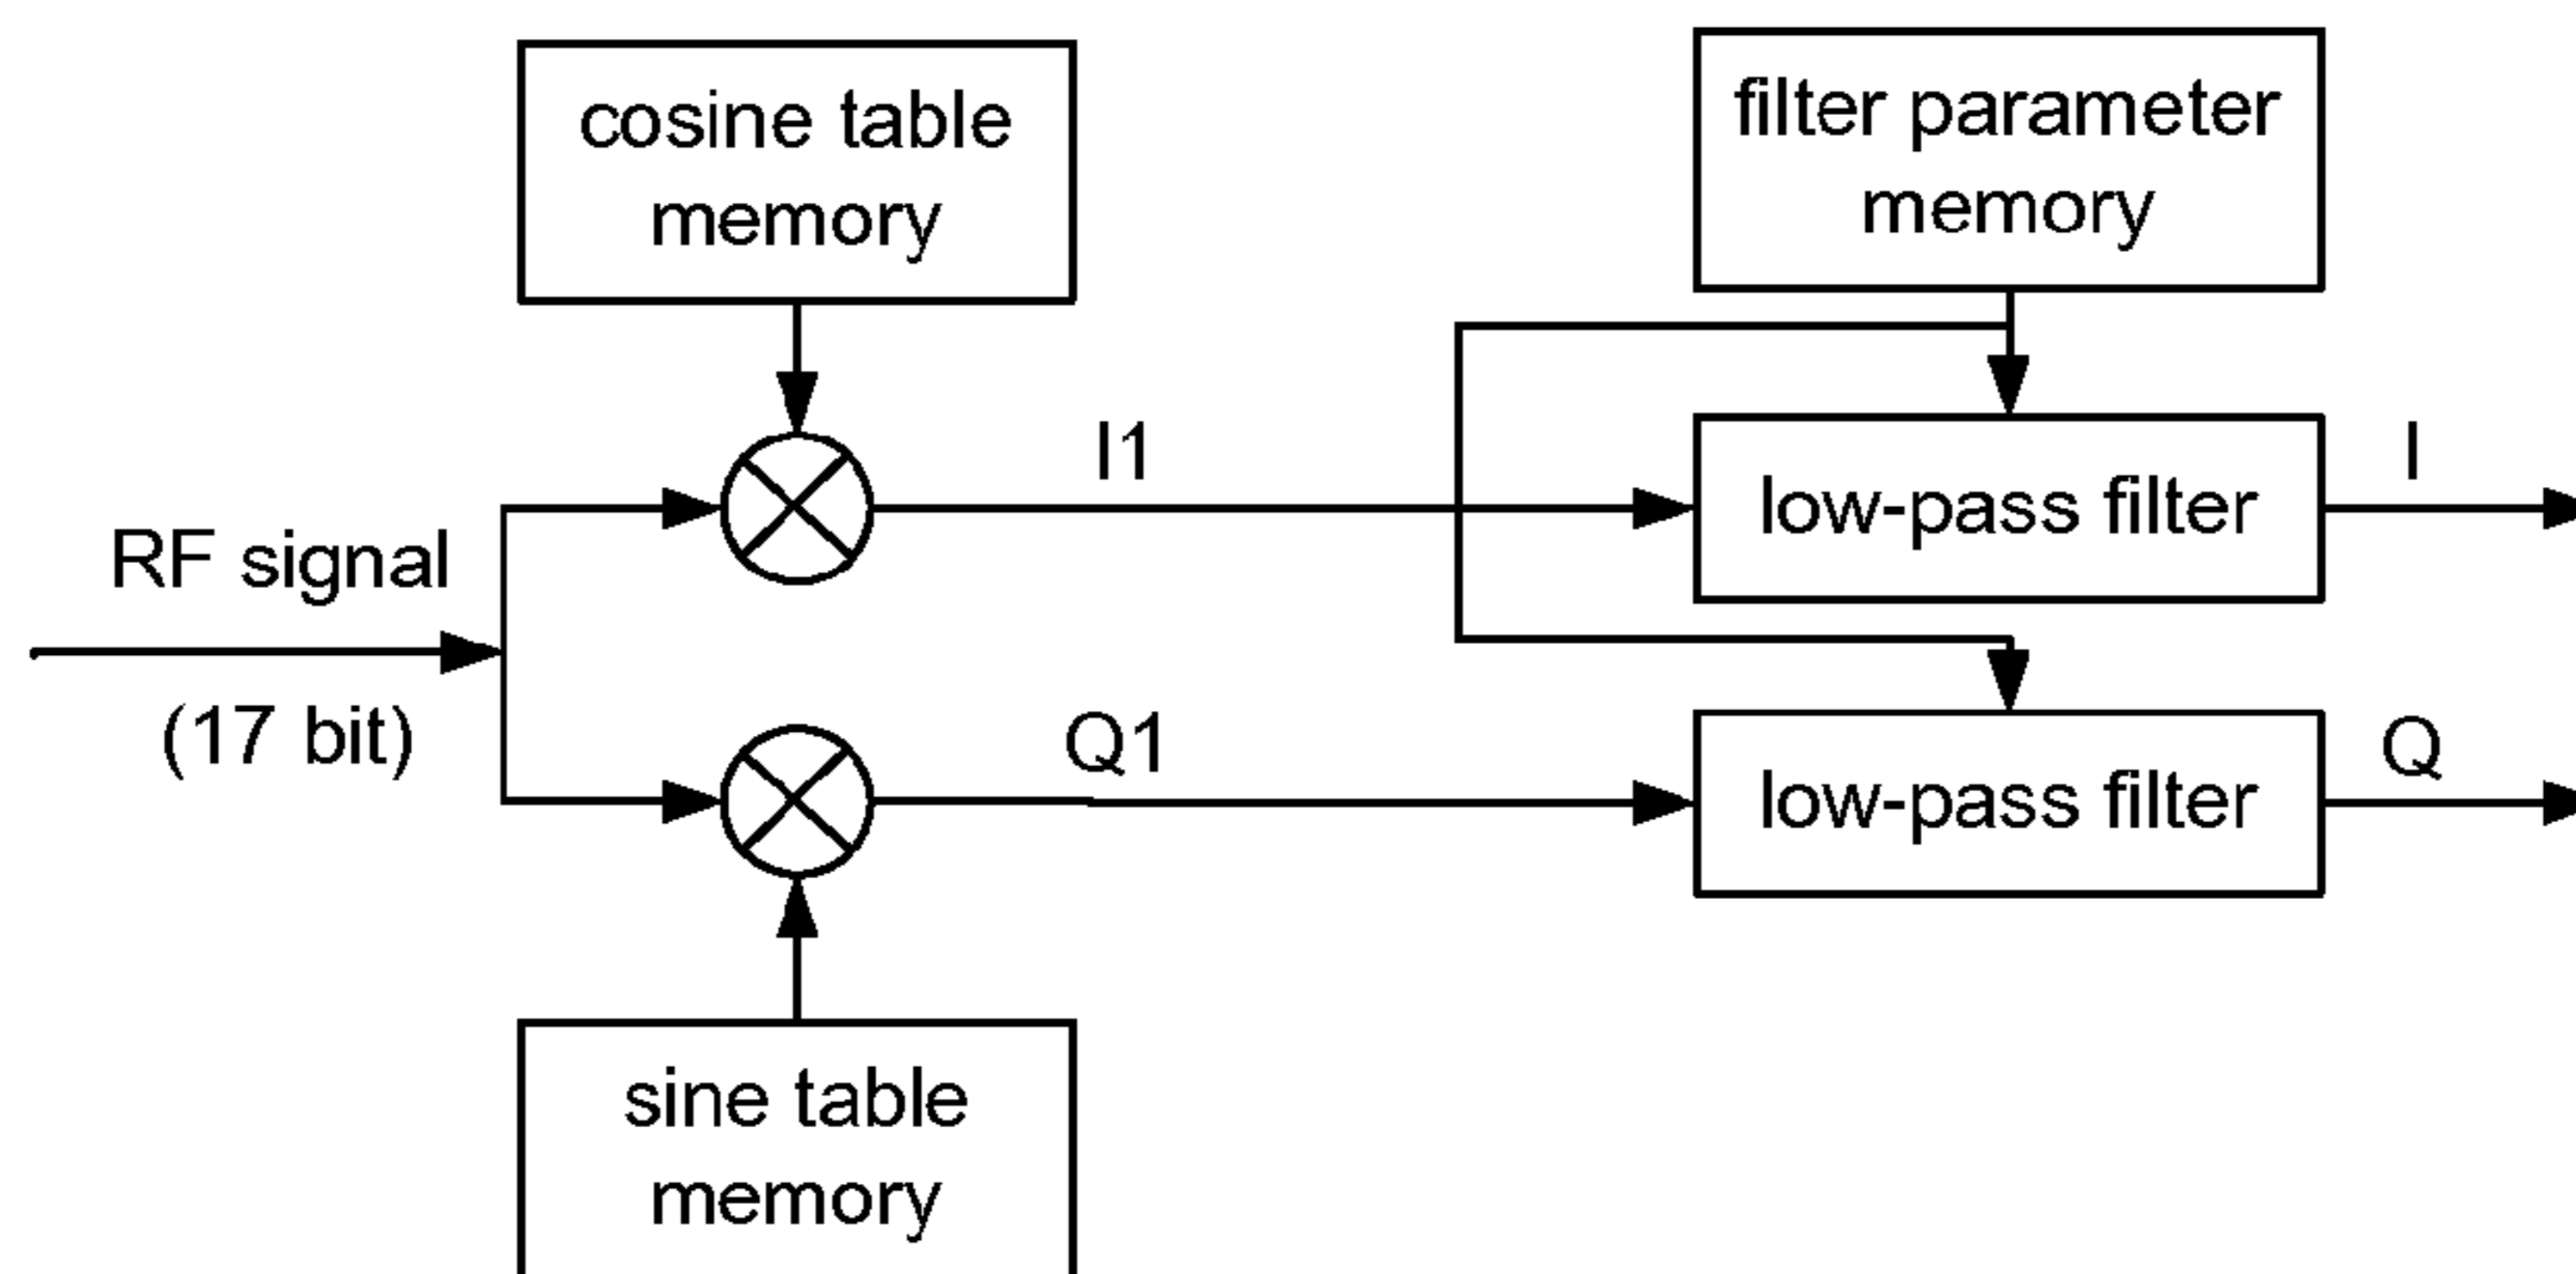 cosine table
memory
filter parameter
memory
I1
low-pass filter
I
RF signal
(17 bit)
Q1
low-pass filter
Q
sine table
memory